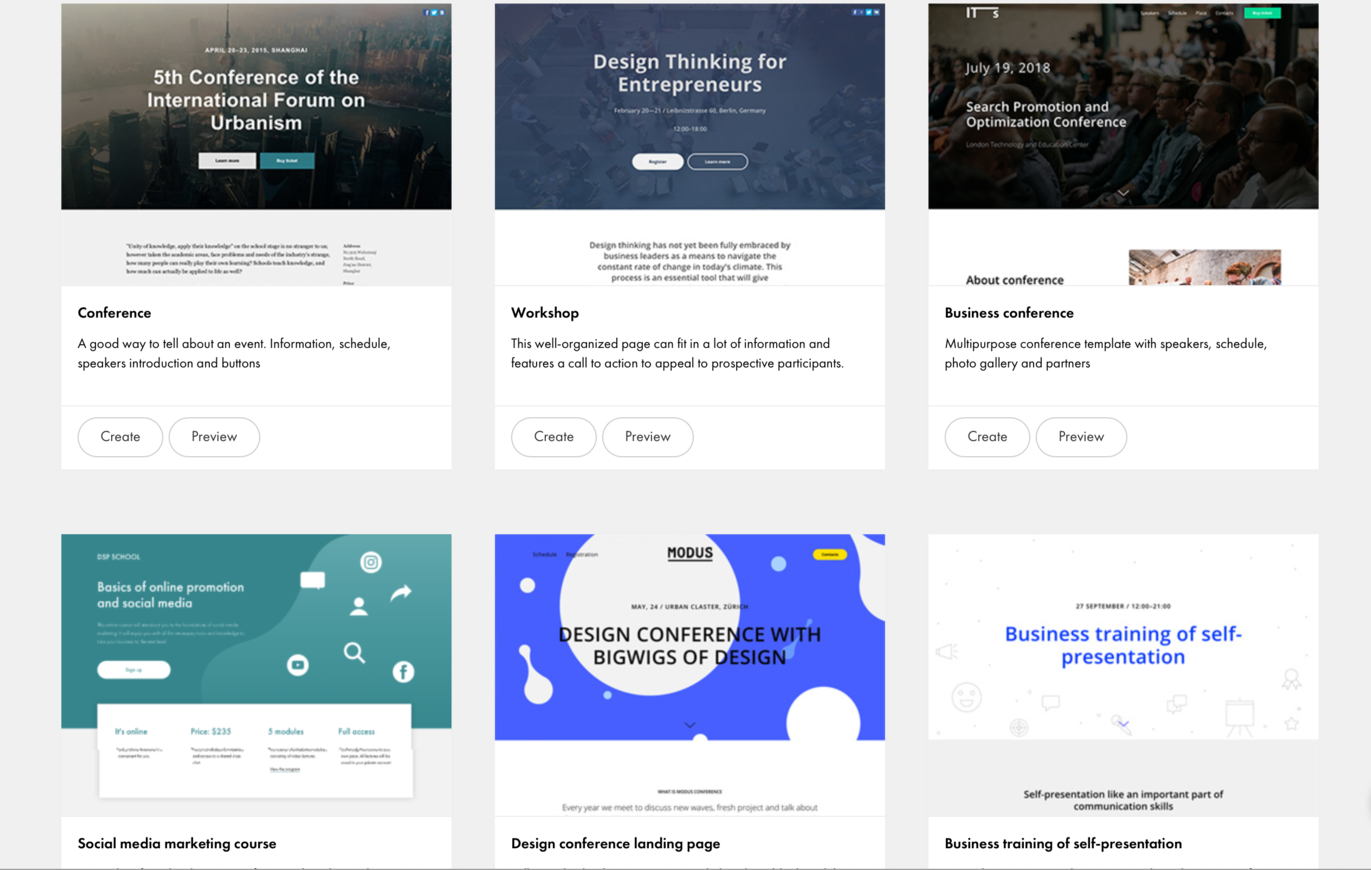 APRIL 20–23, 2015, SHANGHAI
5th Conference of the
International Forum on
Urbanism
Learn more
Buy ticket
"Unity of knowledge, apply their knowledge" on the school stage is no stranger to us,
however taken the academic areas, face problems and needs of the industry's strange,
how many people can really play their own learning? Schools teach knowledge, and
how much can actually be applied to life as well?
Address
North Road,
Shanghai
Price
Conference
A good way to tell about an event. Information, schedule,
speakers introduction and buttons
Create
Preview
Design Thinking for
Entrepreneurs
February 20—21 / Leibnizstrasse 60, Berlin, Germany
12:00–18:00
Register
Learn more
Design thinking has not yet been fully embraced by
business leaders as a means to navigate the
constant rate of change in today's climate. This
process is an essential tool that will give
Workshop
This well-organized page can fit in a lot of information and
features a call to action to appeal to prospective participants.
Create
Preview
Speakers
Schedule
Place
Contacts
Buy ticket
July 19, 2018
Search Promotion and
Optimization Conference
London Technology and Education Center
About conference
Business conference
Multipurpose conference template with speakers, schedule,
photo gallery and partners
Create
Preview
DSP SCHOOL
Basics of online promotion
and social media
Sign up
It's online
Price: $235
5 modules
Full access
View the program
Social media marketing course
Schedule
Registration
MODUS
Contacts
MAY, 24 / URBAN CLASTER, ZÜRICH
DESIGN CONFERENCE WITH
BIGWIGS OF DESIGN
WHAT IS MODUS CONFERENCE
Every year we meet to discuss new waves, fresh project and talk about
Design conference landing page
27 SEPTEMBER / 12:00–21:00
Business training of self-
presentation
Self-presentation like an important part of
communication skills
Business training of self-presentation